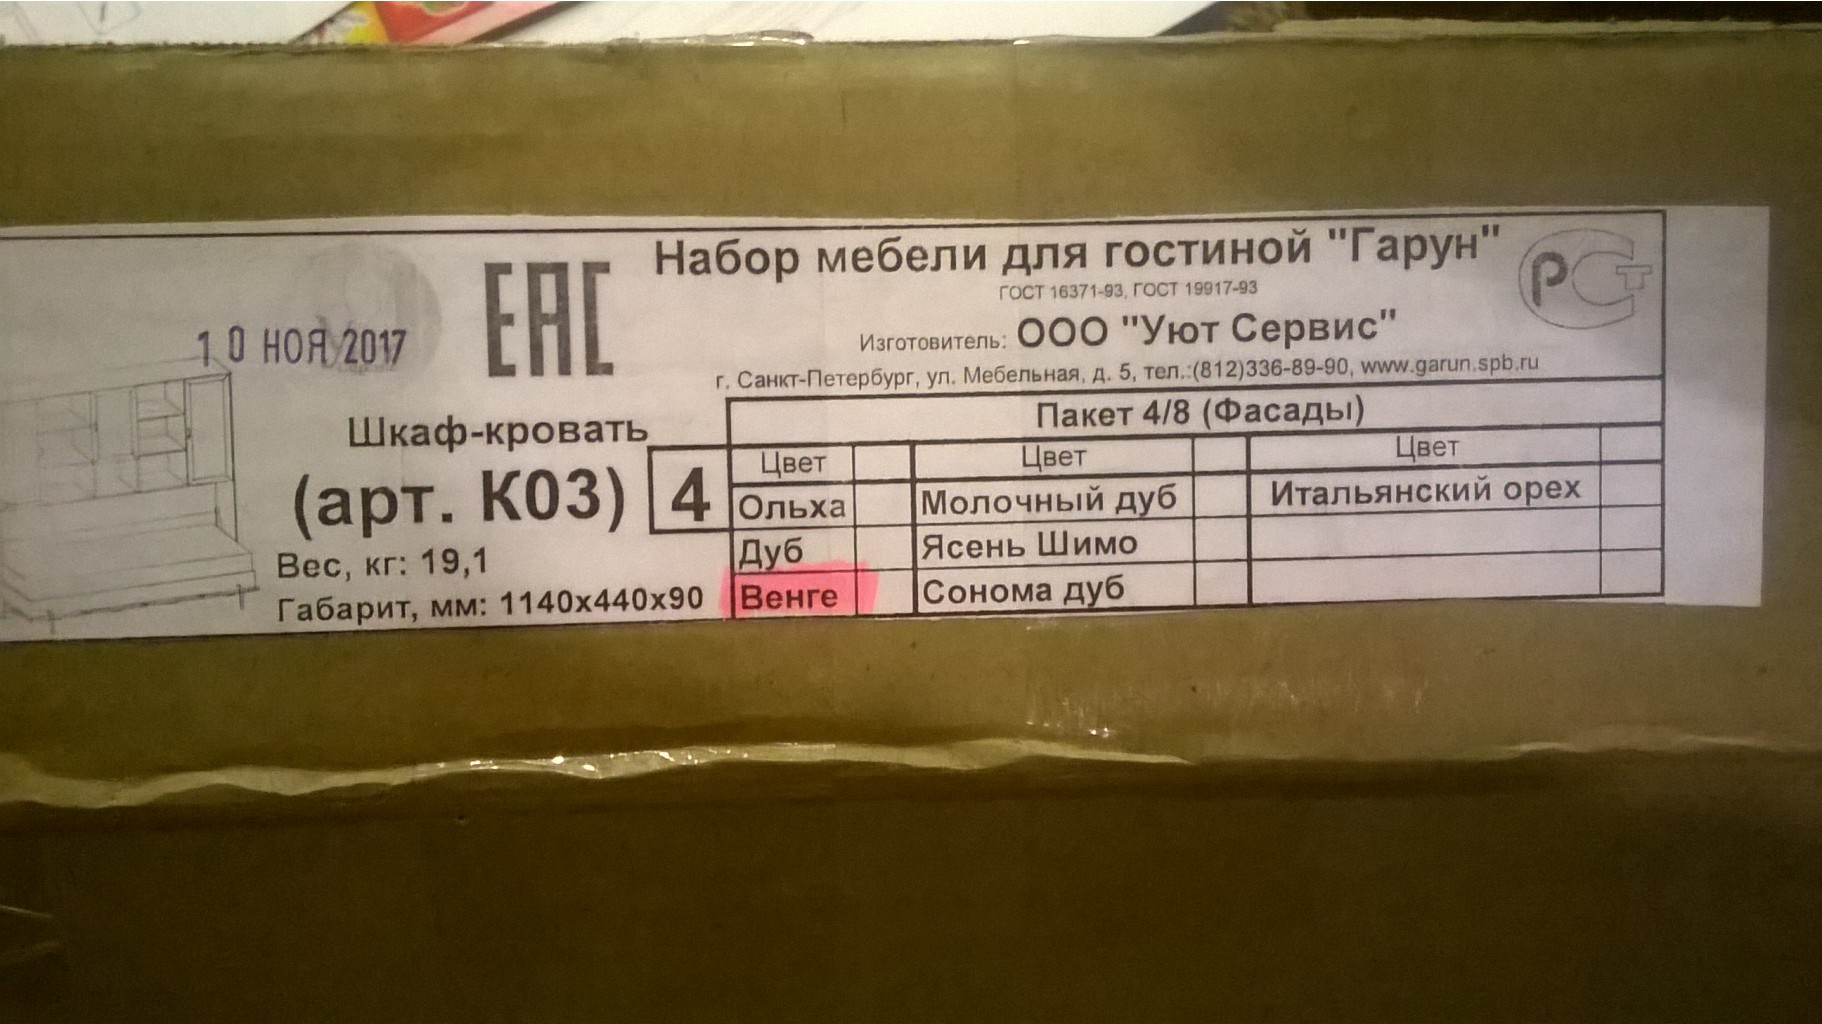 Набор мебели для гостиной "Гарун"
ГОСТ 16371-93, ГОСТ 19917-93
Изготовитель: ООО "Уют Сервис"
г. Санкт-Петербург, ул. Мебельная, д. 5, тел.:(812)336-89-90, www.garun.spb.ru
ЕАС
РСТ
10 НОЯ 2017
Шкаф-кровать
(арт. К03) 4
Вес, кг: 19,1
Габарит, мм: 1140х440х90
Пакет 4/8 (Фасады)
Цвет Цвет Цвет
Ольха Молочный дуб Итальянский орех
Дуб Ясень Шимо
Венге Сонома дуб